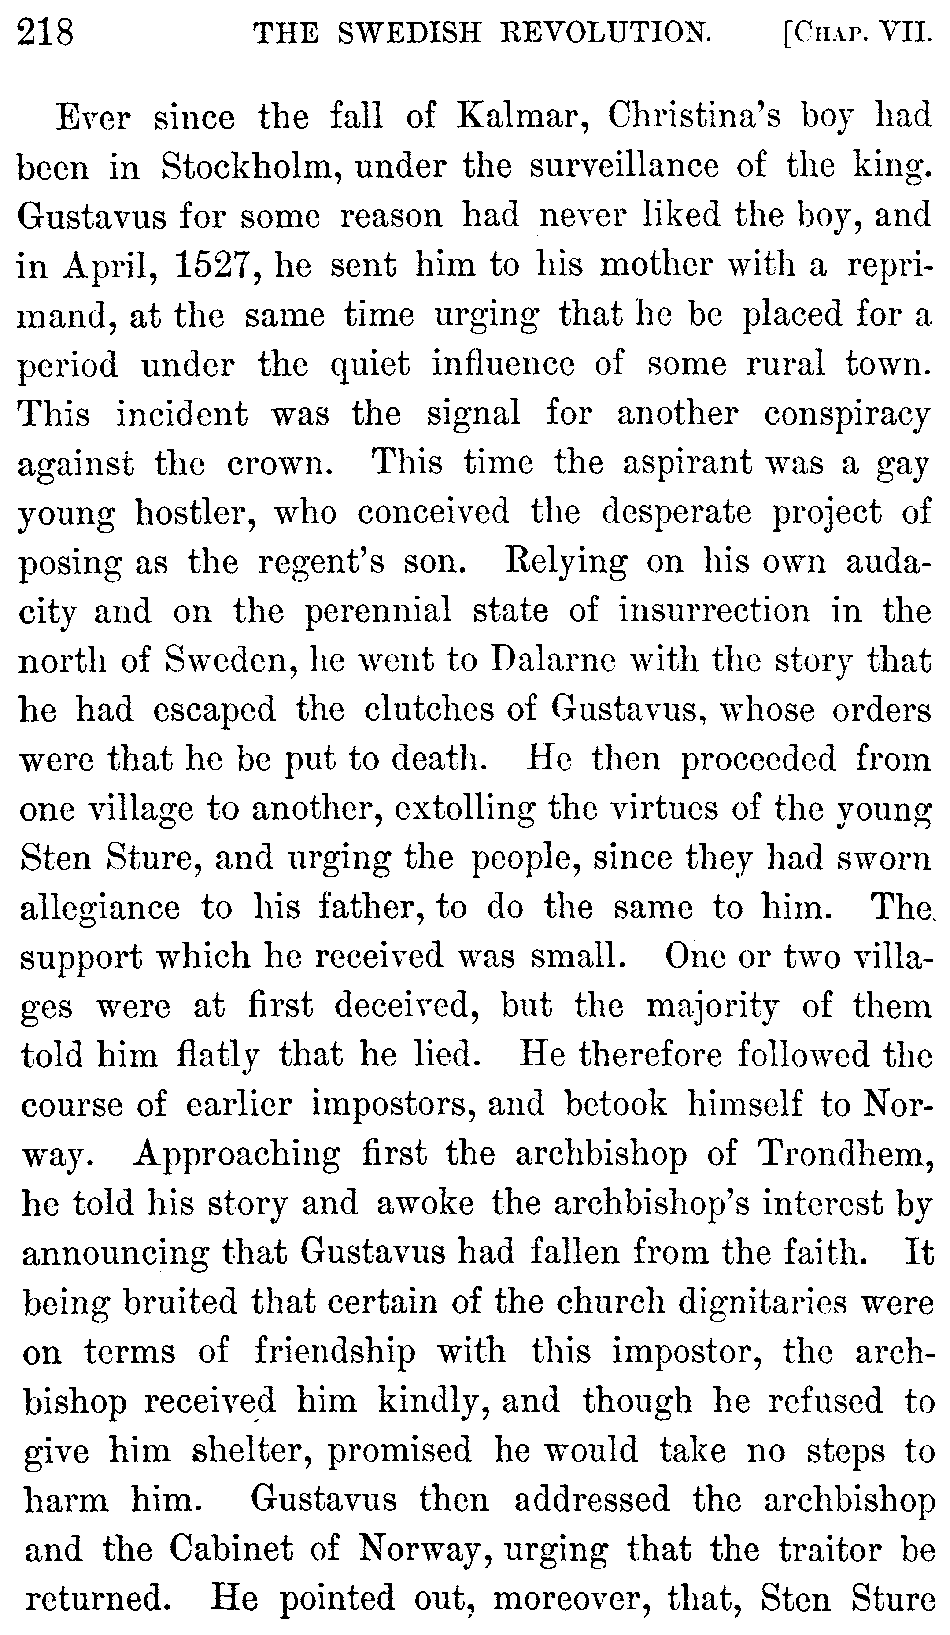 218 THE SWEDISH REVOLUTION. [CHAP. VII.
Ever since the fall of Kalmar, Christina's boy had
been in Stockholm, under the surveillance of the king.
Gustavus for some reason had never liked the boy, and
in April, 1527, he sent him to his mother with a repri-
mand, at the same time urging that he be placed for a
period under the quiet influence of some rural town.
This incident was the signal for another conspiracy
against the crown. This time the aspirant was a gay
young hostler, who conceived the desperate project of
posing as the regent's son. Relying on his own auda-
city and on the perennial state of insurrection in the
north of Sweden, he went to Dalarne with the story that
he had escaped the clutches of Gustavus, whose orders
were that he be put to death. He then proceeded from
one village to another, extolling the virtues of the young
Sten Sture, and urging the people, since they had sworn
allegiance to his father, to do the same to him. The
support which he received was small. One or two villa-
ges were at first deceived, but the majority of them
told him flatly that he lied. He therefore followed the
course of earlier impostors, and betook himself to Nor-
way. Approaching first the archbishop of Trondhem,
he told his story and awoke the archbishop's interest by
announcing that Gustavus had fallen from the faith. It
being bruited that certain of the church dignitaries were
on terms of friendship with this impostor, the arch-
bishop received him kindly, and though he refused to
give him shelter, promised he would take no steps to
harm him. Gustavus then addressed the archbishop
and the Cabinet of Norway, urging that the traitor be
returned. He pointed out, moreover, that, Sten Sture